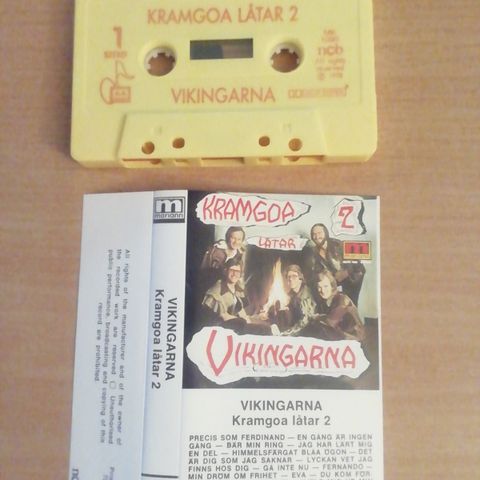 KRAMGOA LÅTAR 2
1
STEREO
ncb
VIKINGARNA
m
mariann
All rights of the manufacturer and of the owner of
the recorded work are reserved Unauthorised
public performance, broadcasting and copying of this
record are prohibited
VIKINGARNA
Kramgoa låtar 2
KRAMGOA 2
LÅTAR
m
VIKINGARNA
VIKINGARNA
Kramgoa låtar 2
PRECIS SOM FERDINAND — EN GÅNG ÄR INGEN
GÅNG — BÄR MIN RING — JAG HAR LÄRT MIG
EN DEL — HIMMELSFÄRGAT BLAA ÖGON — DET
ÄR DIG SOM JAG SAKNAR — LYCKAN VET JAG
FINNS HOS DIG — GÅ INTE NU — FERNANDO —
MIN DRÖM OM FRIHET — EVA — DU KOM FÖR